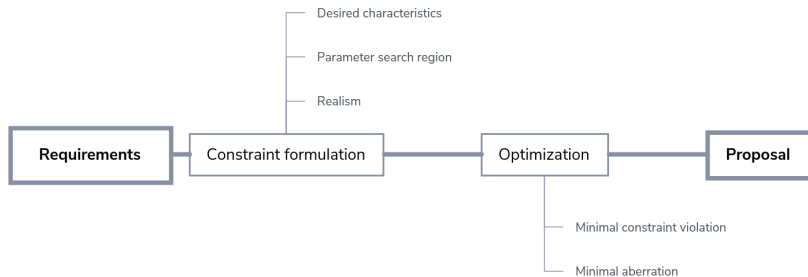 Desired characteristics
Parameter search region
Realism
Requirements
Constraint formulation
Optimization
Proposal
Minimal constraint violation
Minimal aberration